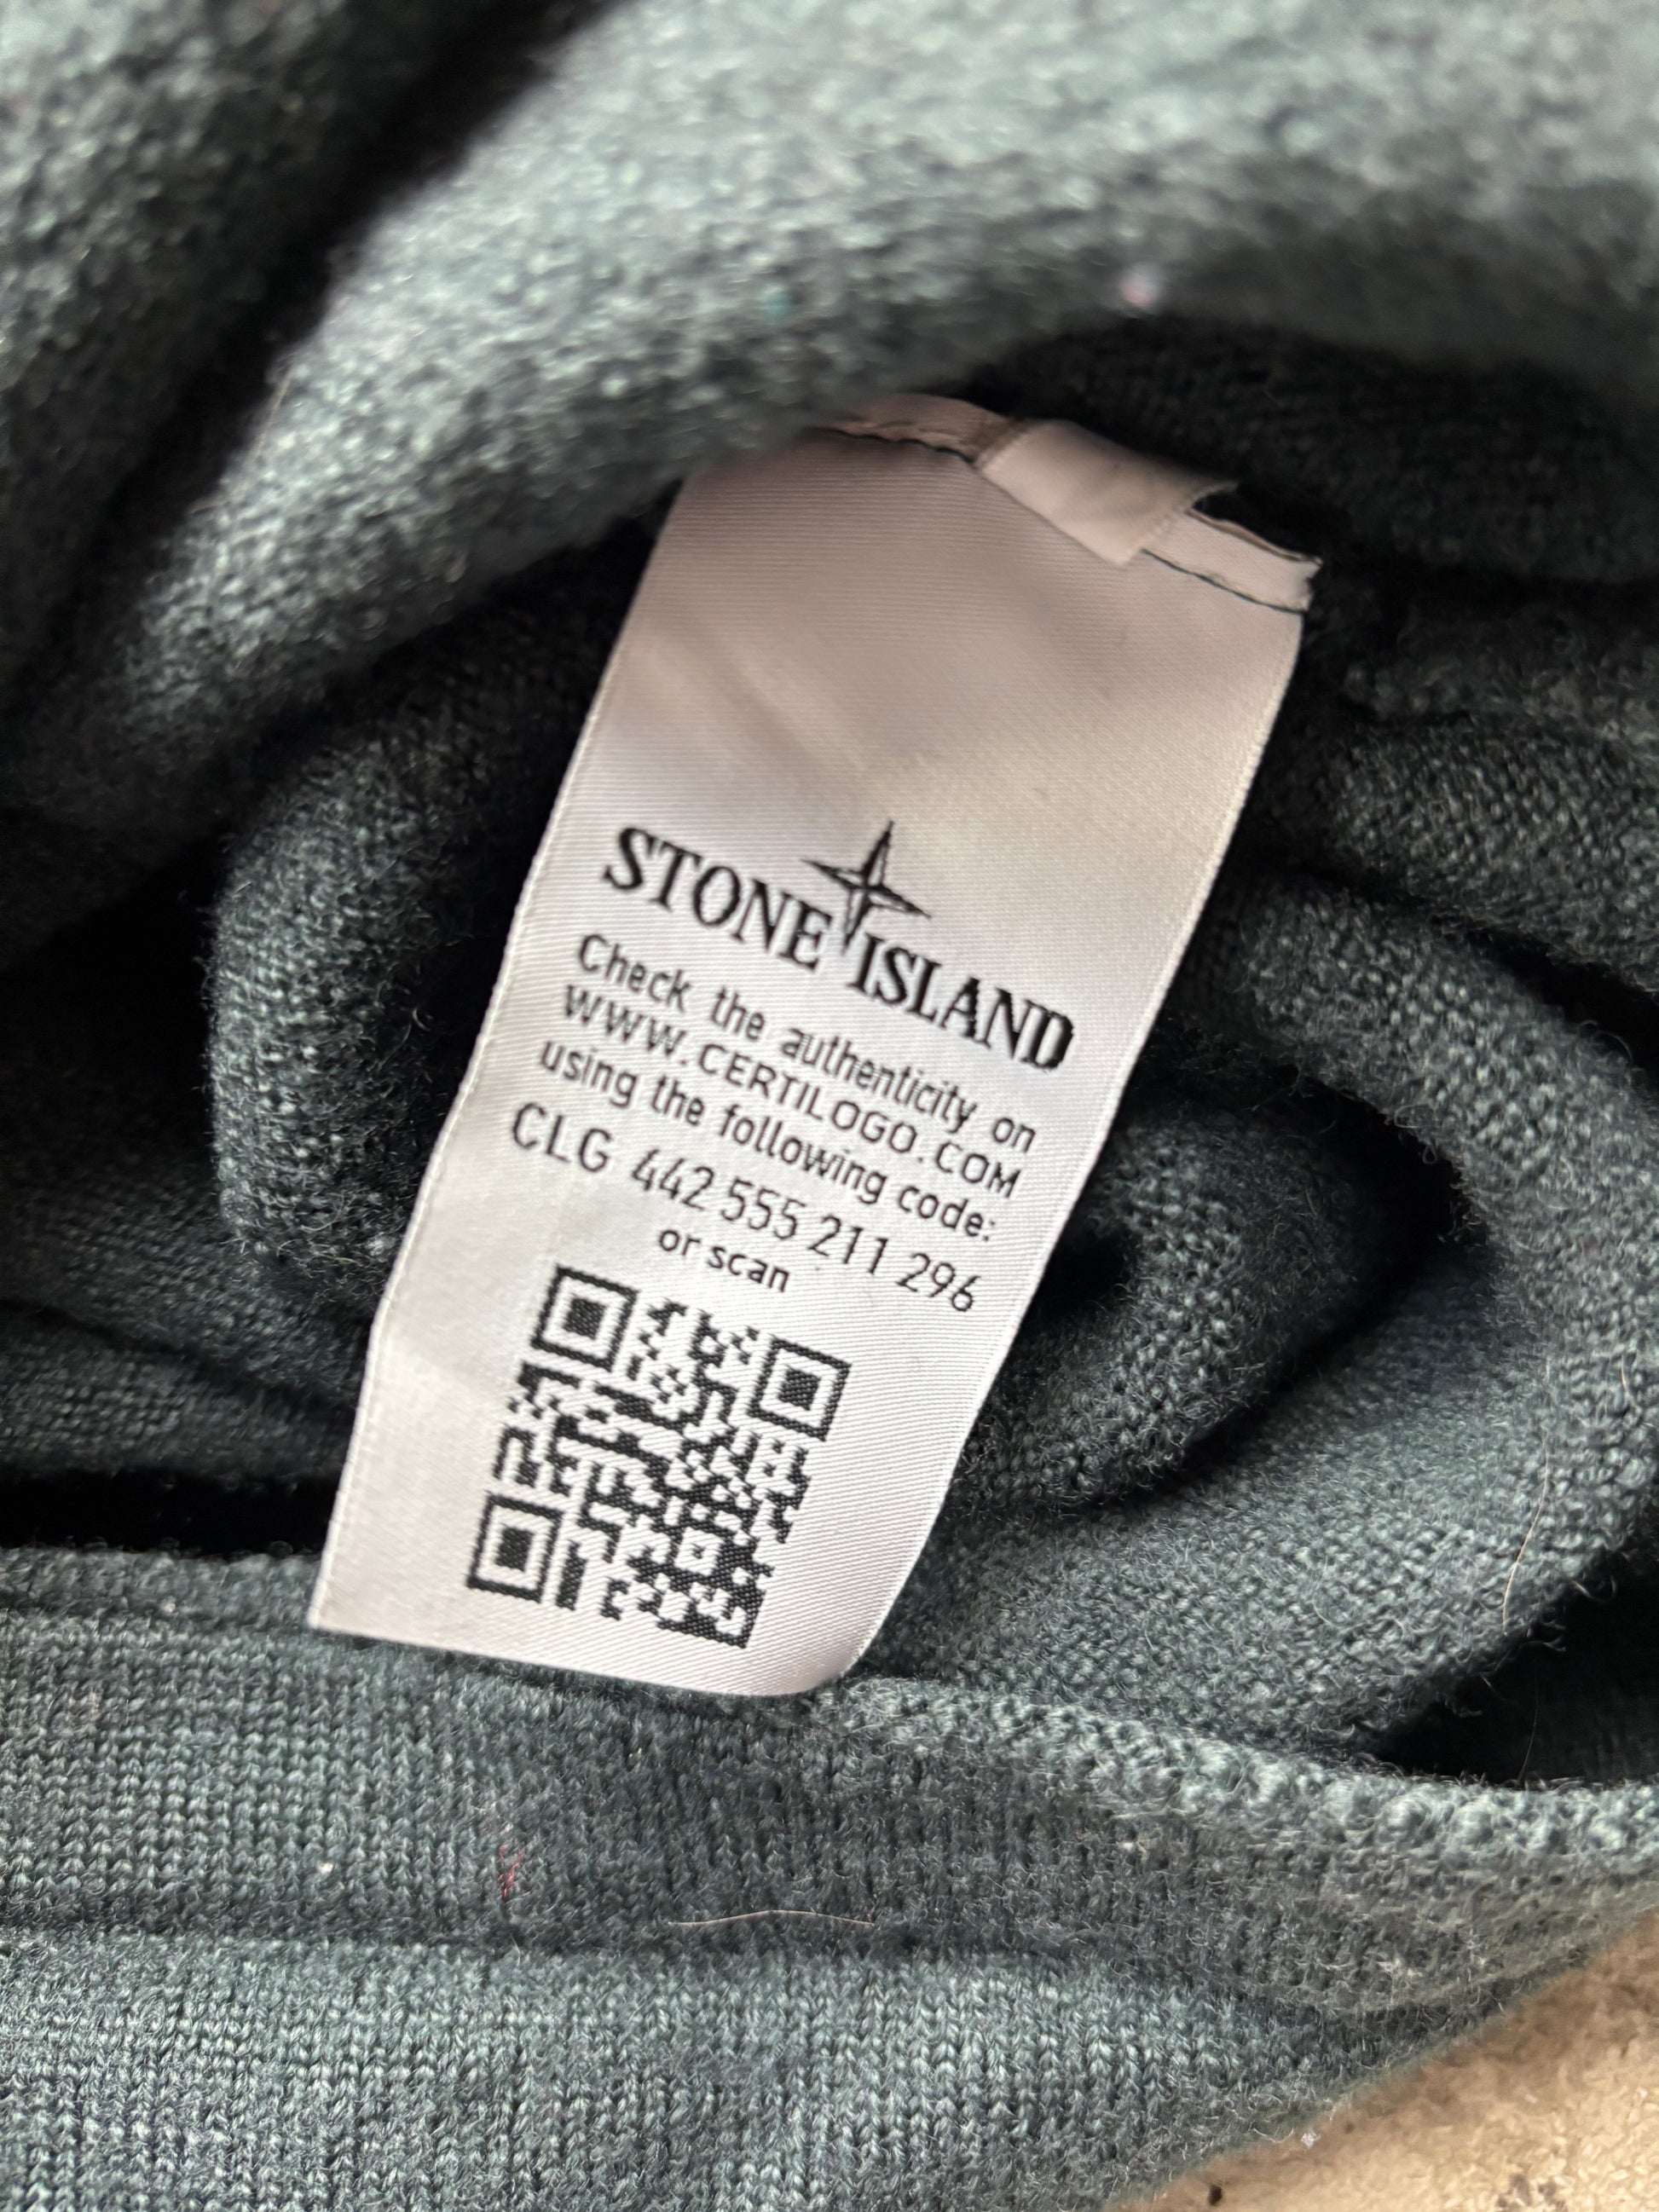 STONE ISLAND
Check the authenticity on
WWW.CERTILOGO.COM
using the following code:
CLG 442 555 211 296
or scan